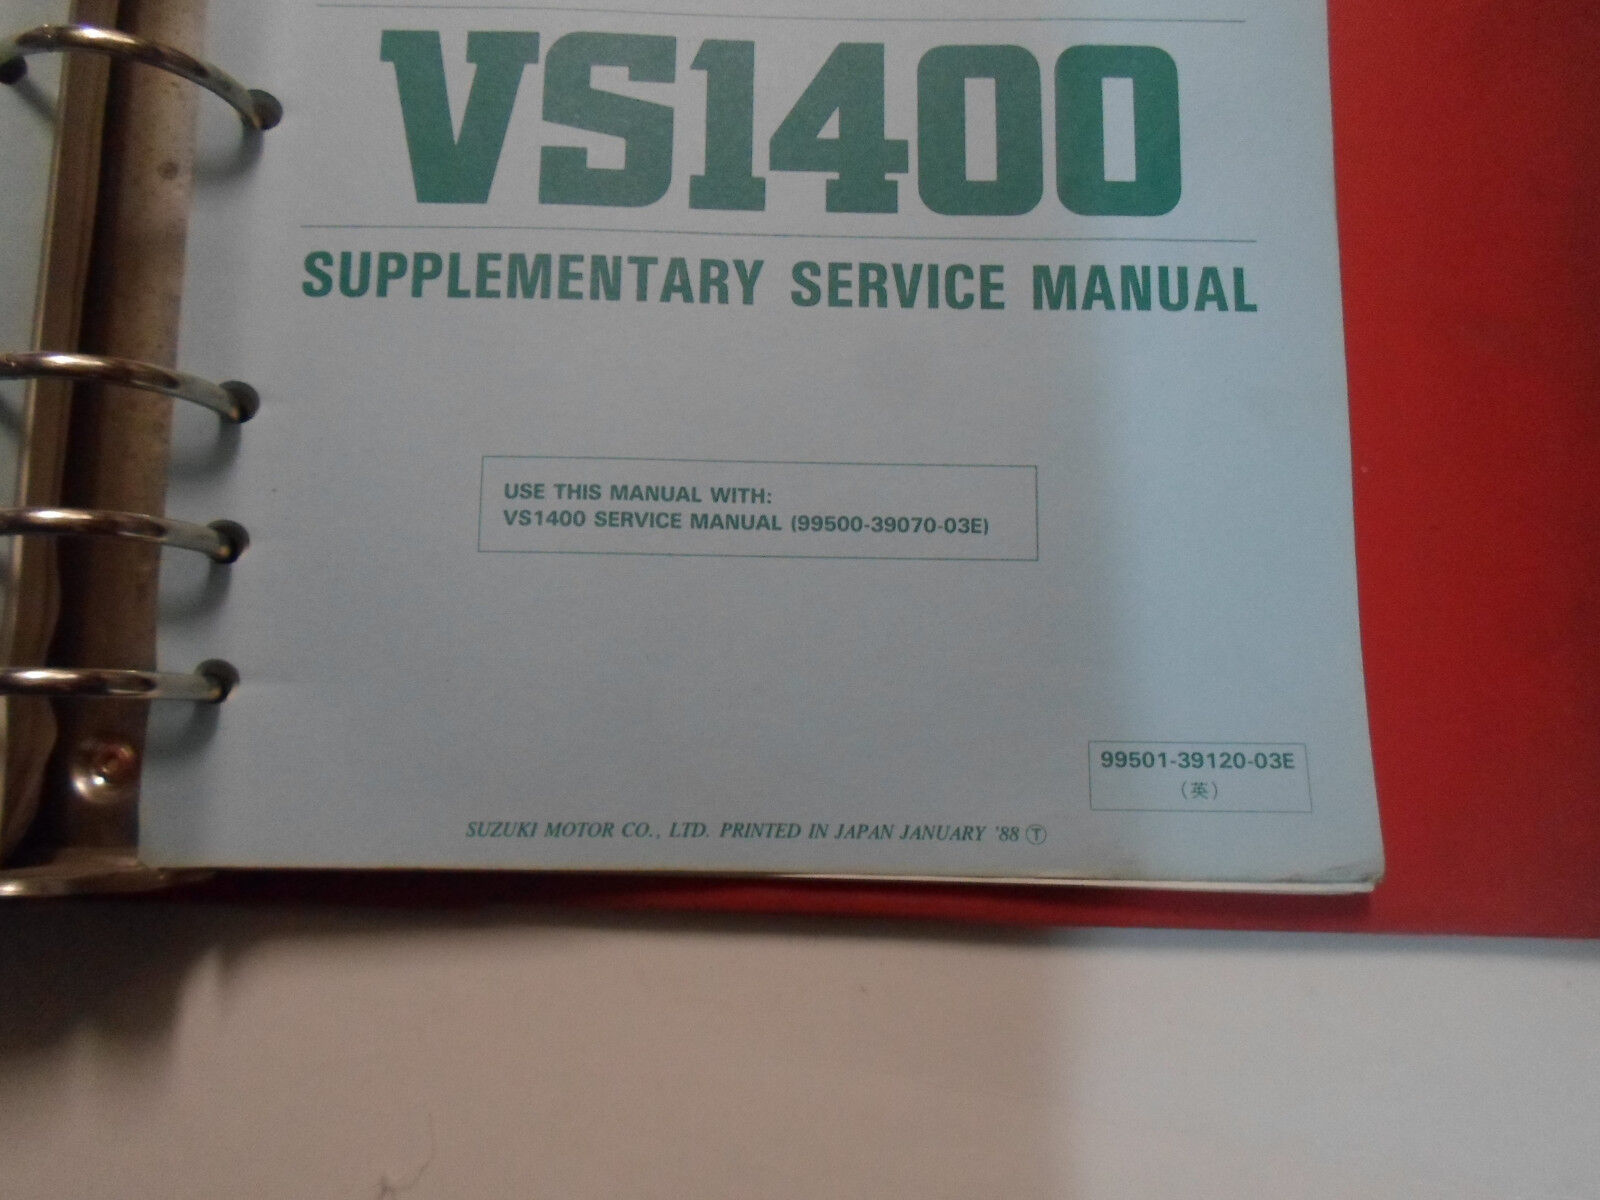 VS1400
SUPPLEMENTARY SERVICE MANUAL
USE THIS MANUAL WITH:
VS1400 SERVICE MANUAL (99500-39070-03E)
99501-39120-03E
(英)
SUZUKI MOTOR CO., LTD. PRINTED IN JAPAN JANUARY '88 Ⓣ